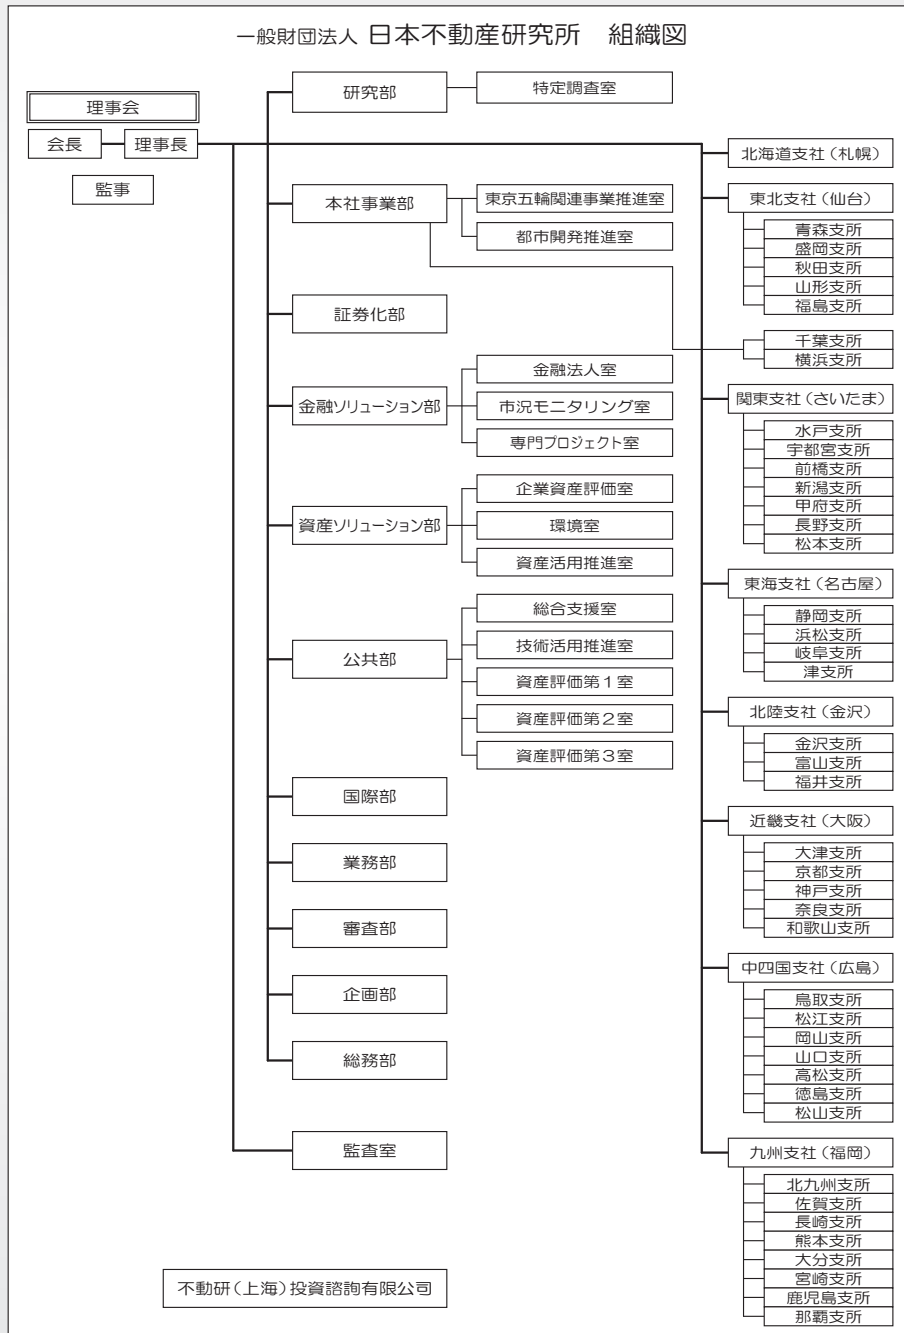 一般財団法人 日本不動産研究所　組織図
理事会
会長
理事長
監事
研究部
特定調査室
本社事業部
東京五輪関連事業推進室
都市開発推進室
証券化部
金融ソリューション部
金融法人室
市況モニタリング室
専門プロジェクト室
資産ソリューション部
企業資産評価室
環境室
資産活用推進室
公共部
総合支援室
技術活用推進室
資産評価第1室
資産評価第2室
資産評価第3室
国際部
業務部
審査部
企画部
総務部
監査室
不動研(上海)投資諮詢有限公司
北海道支社(札幌)
東北支社(仙台)
青森支所
盛岡支所
秋田支所
山形支所
福島支所
千葉支所
横浜支所
関東支社(さいたま)
水戸支所
宇都宮支所
前橋支所
新潟支所
甲府支所
長野支所
松本支所
東海支社(名古屋)
静岡支所
浜松支所
岐阜支所
津支所
北陸支社(金沢)
金沢支所
富山支所
福井支所
近畿支社(大阪)
大津支所
京都支所
神戸支所
奈良支所
和歌山支所
中四国支社(広島)
鳥取支所
松江支所
岡山支所
山口支所
高松支所
徳島支所
松山支所
九州支社(福岡)
北九州支所
佐賀支所
長崎支所
熊本支所
大分支所
宮崎支所
鹿児島支所
那覇支所